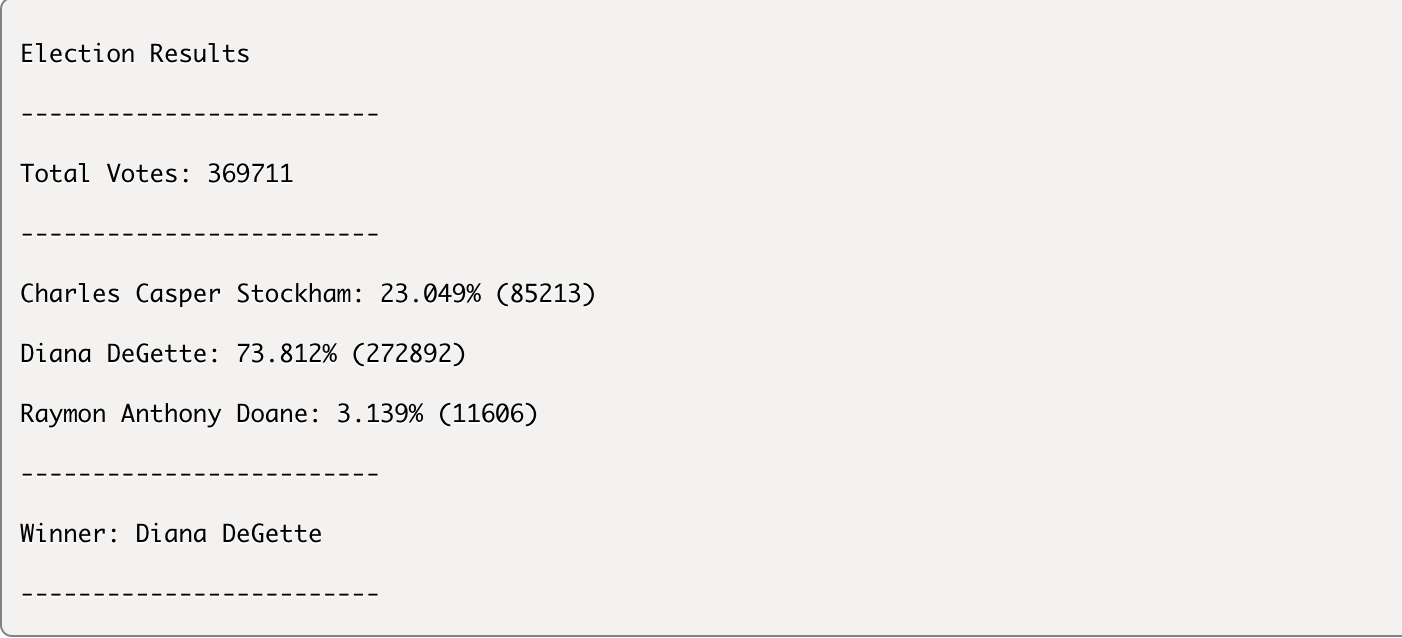 Election Results
-------------------------
Total Votes: 369711
-------------------------
Charles Casper Stockham: 23.049% (85213)
Diana DeGette: 73.812% (272892)
Raymon Anthony Doane: 3.139% (11606)
-------------------------
Winner: Diana DeGette
-------------------------